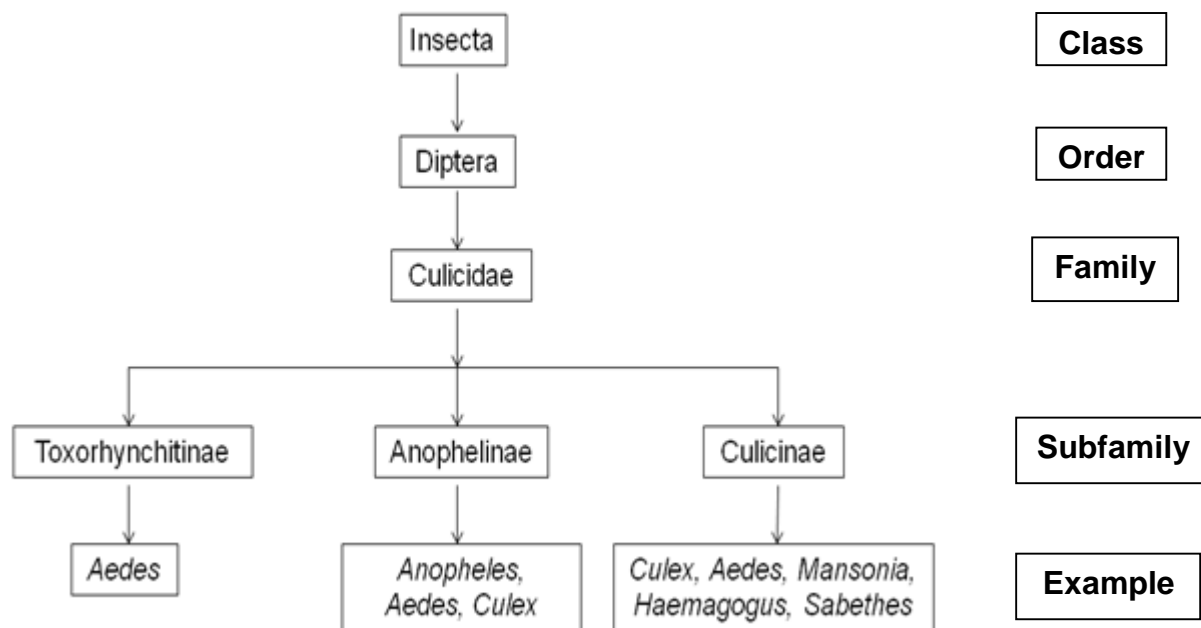 Insecta
Class
Diptera
Order
Culicidae
Family
Toxorhynchitinae
Anophelinae
Culicinae
Subfamily
Aedes
Anopheles,
Aedes, Culex
Culex, Aedes, Mansonia,
Haemagogus, Sabethes
Example